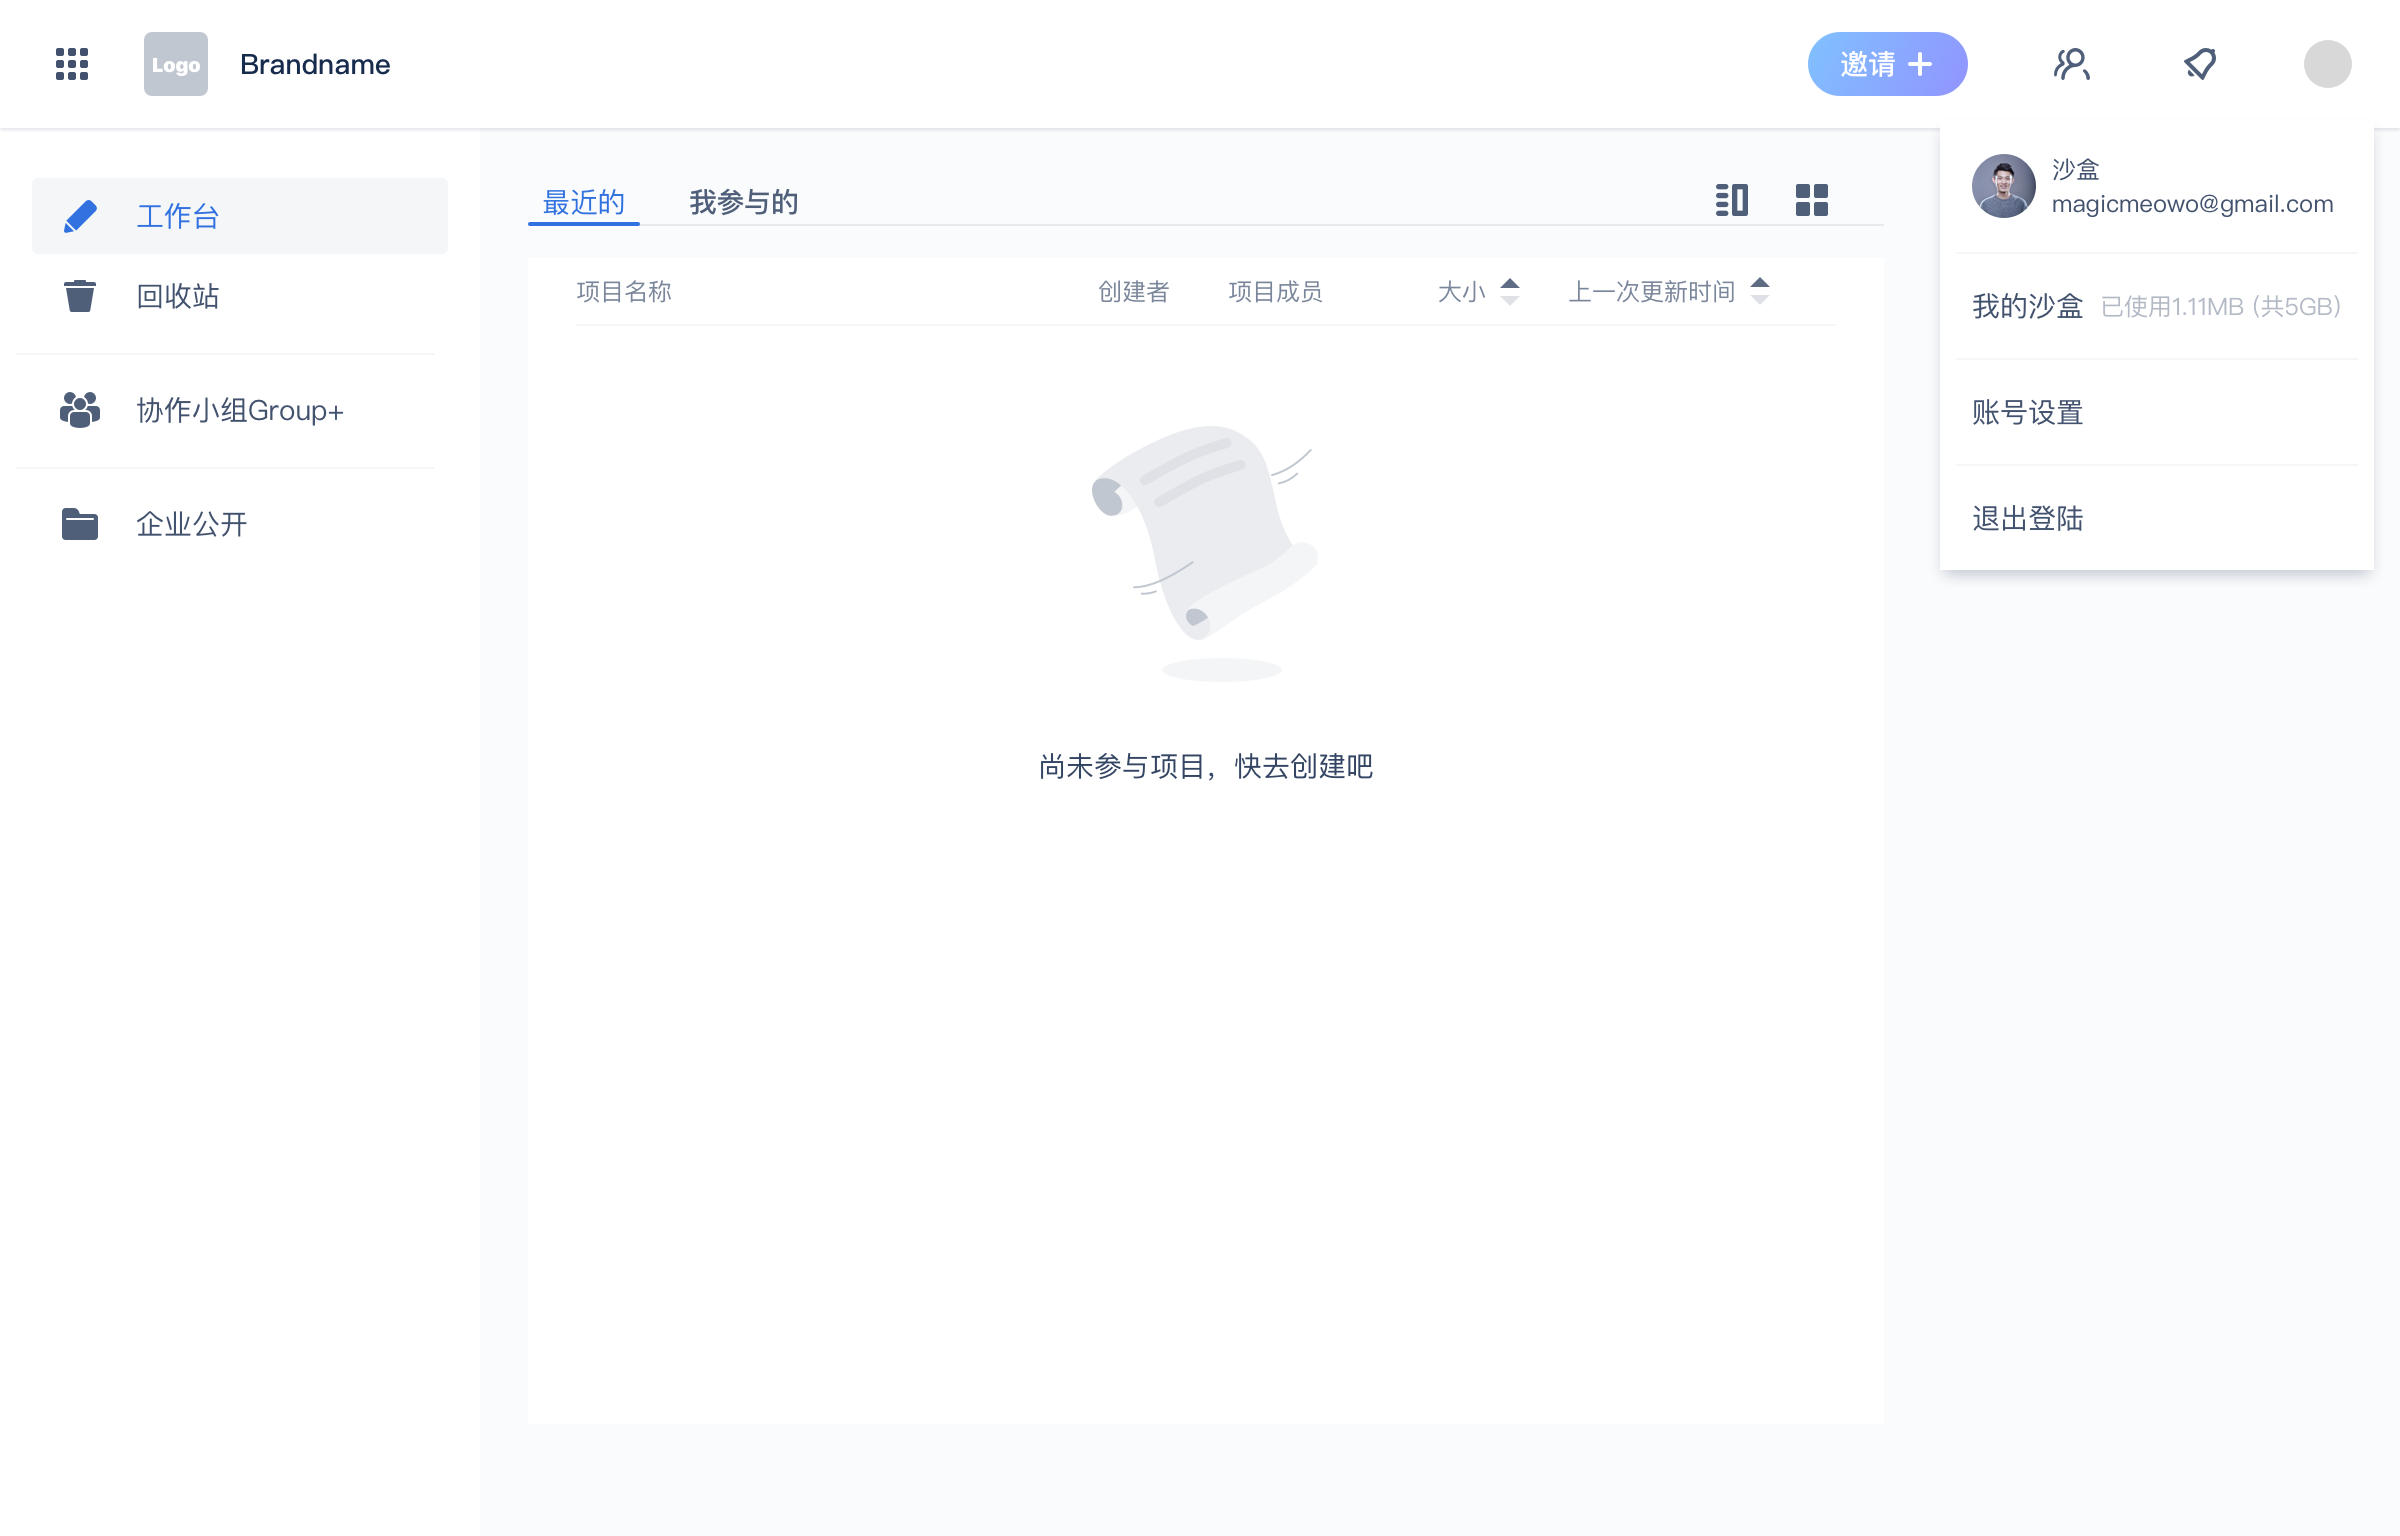 Logo
Brandname
邀请
工作台
回收站
协作小组Group+
企业公开
最近的 我参与的
项目名称 创建者 项目成员 大小 上一次更新时间
尚未参与项目，快去创建吧
沙盒
magicmeowo@gmail.com
我的沙盒 已使用1.11MB (共5GB)
账号设置
退出登陆